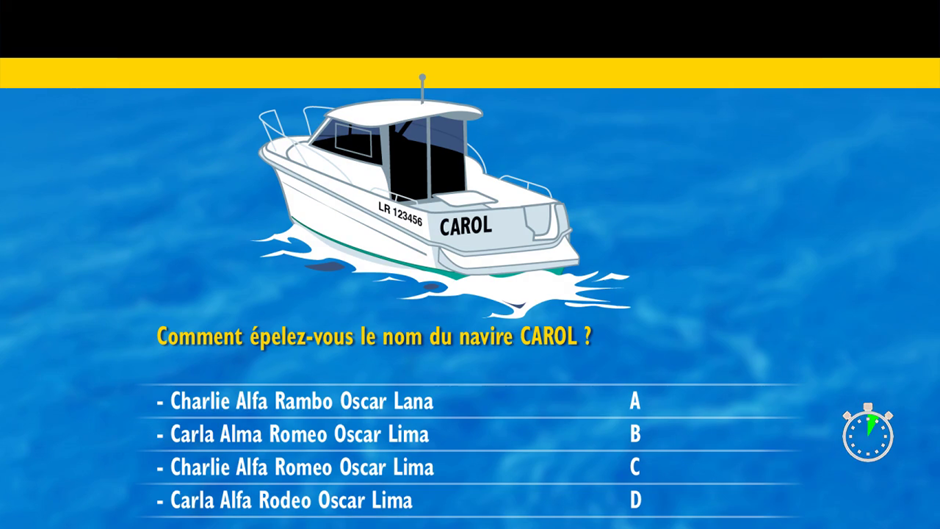 LR 123456
CAROL
Comment épelez-vous le nom du navire CAROL ?
- Charlie Alfa Rambo Oscar Lana A
- Carla Alma Romeo Oscar Lima B
- Charlie Alfa Romeo Oscar Lima C
- Carla Alfa Rodeo Oscar Lima D